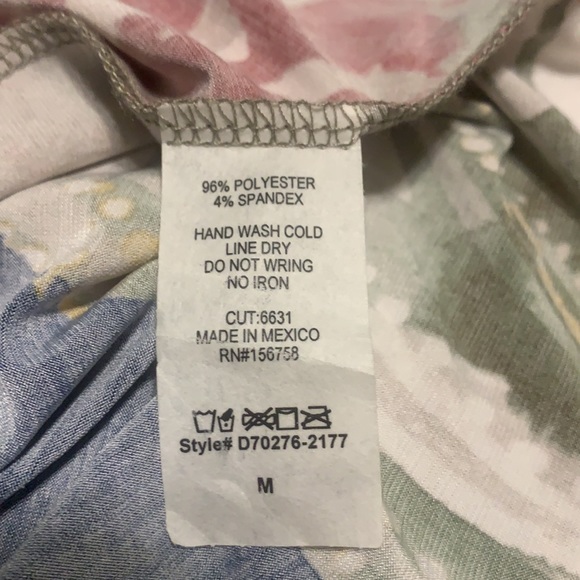 96% POLYESTER
4% SPANDEX
HAND WASH COLD
LINE DRY
DO NOT WRING
NO IRON
CUT:6631
MADE IN MEXICO
RN#156758
Style# D70276-2177
M